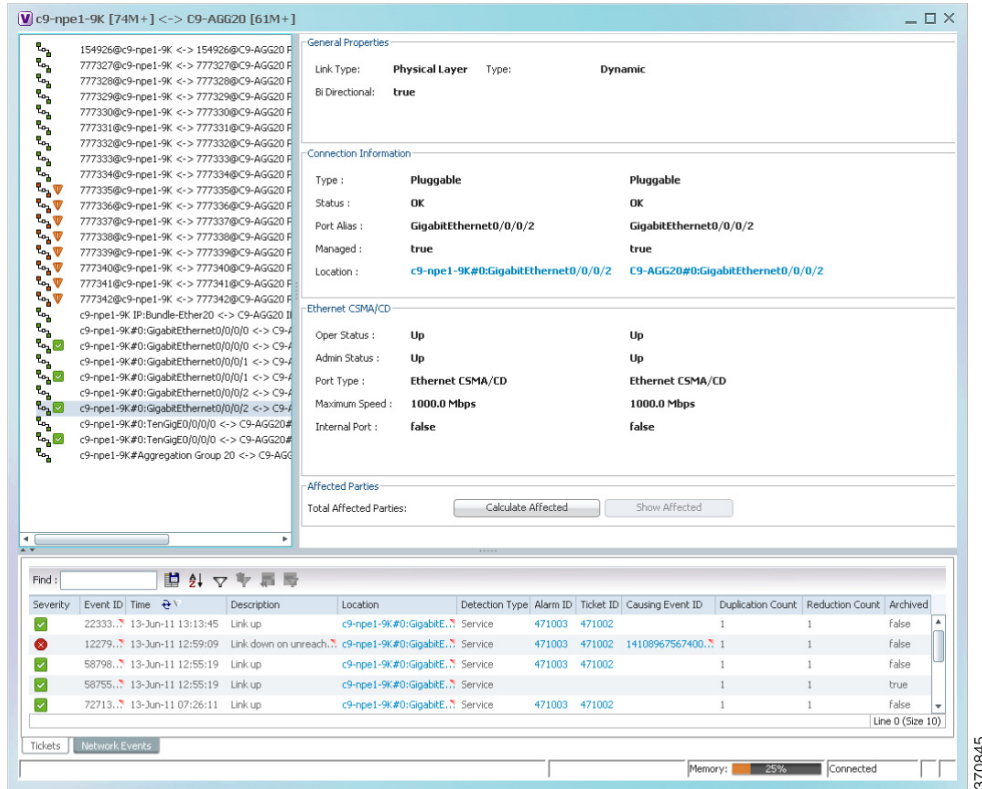 c9-npe1-9K [74M+] <-> C9-AGG20 [61M+]
154926@c9-npe1-9K <-> 154926@C9-AGG20 P
777327@c9-npe1-9K <-> 777327@C9-AGG20 P
777328@c9-npe1-9K <-> 777328@C9-AGG20 P
777329@c9-npe1-9K <-> 777329@C9-AGG20 P
777330@c9-npe1-9K <-> 777330@C9-AGG20 P
777331@c9-npe1-9K <-> 777331@C9-AGG20 P
777332@c9-npe1-9K <-> 777332@C9-AGG20 P
777333@c9-npe1-9K <-> 777333@C9-AGG20 P
777334@c9-npe1-9K <-> 777334@C9-AGG20 P
777335@c9-npe1-9K <-> 777335@C9-AGG20 P
777336@c9-npe1-9K <-> 777336@C9-AGG20 P
777337@c9-npe1-9K <-> 777337@C9-AGG20 P
777338@c9-npe1-9K <-> 777338@C9-AGG20 P
777339@c9-npe1-9K <-> 777339@C9-AGG20 P
777340@c9-npe1-9K <-> 777340@C9-AGG20 P
777341@c9-npe1-9K <-> 777341@C9-AGG20 P
777342@c9-npe1-9K <-> 777342@C9-AGG20 P
c9-npe1-9K IP:Bundle-Ether20 <-> C9-AGG20 II
c9-npe1-9K#0:GigabitEthernet0/0/0/0 <-> C9-A
c9-npe1-9K#0:GigabitEthernet0/0/0/0 <-> C9-A
c9-npe1-9K#0:GigabitEthernet0/0/0/1 <-> C9-A
c9-npe1-9K#0:GigabitEthernet0/0/0/1 <-> C9-A
c9-npe1-9K#0:GigabitEthernet0/0/0/2 <-> C9-A
c9-npe1-9K#0:GigabitEthernet0/0/0/2 <-> C9-A
c9-npe1-9K#0:TenGigE0/0/0/0 <-> C9-AGG20#
c9-npe1-9K#0:TenGigE0/0/0/0 <-> C9-AGG20#
c9-npe1-9K#Aggregation Group 20 <-> C9-AGG
General Properties
Link Type: Physical Layer Type: Dynamic
Bi Directional: true
Connection Information
Type : Pluggable Pluggable
Status : OK OK
Port Alias : GigabitEthernet0/0/0/2 GigabitEthernet0/0/0/2
Managed : true true
Location : c9-npe1-9K#0:GigabitEthernet0/0/0/2 C9-AGG20#0:GigabitEthernet0/0/0/2
Ethernet CSMA/CD
Oper Status : Up Up
Admin Status : Up Up
Port Type : Ethernet CSMA/CD Ethernet CSMA/CD
Maximum Speed : 1000.0 Mbps 1000.0 Mbps
Internal Port : false false
Affected Parties
Total Affected Parties: Calculate Affected Show Affected
Find :
Severity Event ID Time Description Location Detection Type Alarm ID Ticket ID Causing Event ID Duplication Count Reduction Count Archived
22333... 13-Jun-11 13:13:45 Link up c9-npe1-9K#0:GigabitE... Service 471003 471002 1 1 false
12279... 13-Jun-11 12:59:09 Link down on unreach... c9-npe1-9K#0:GigabitE... Service 471003 471002 14108967567400... 1 1 false
58798... 13-Jun-11 12:55:19 Link up c9-npe1-9K#0:GigabitE... Service 471003 471002 1 1 false
58755... 13-Jun-11 12:55:19 Link up c9-npe1-9K#0:GigabitE... Service 1 1 true
72713... 13-Jun-11 07:26:11 Link up c9-npe1-9K#0:GigabitE... Service 471003 471002 1 1 false
Line 0 (Size 10)
Tickets Network Events
Memory: 25% Connected
370845